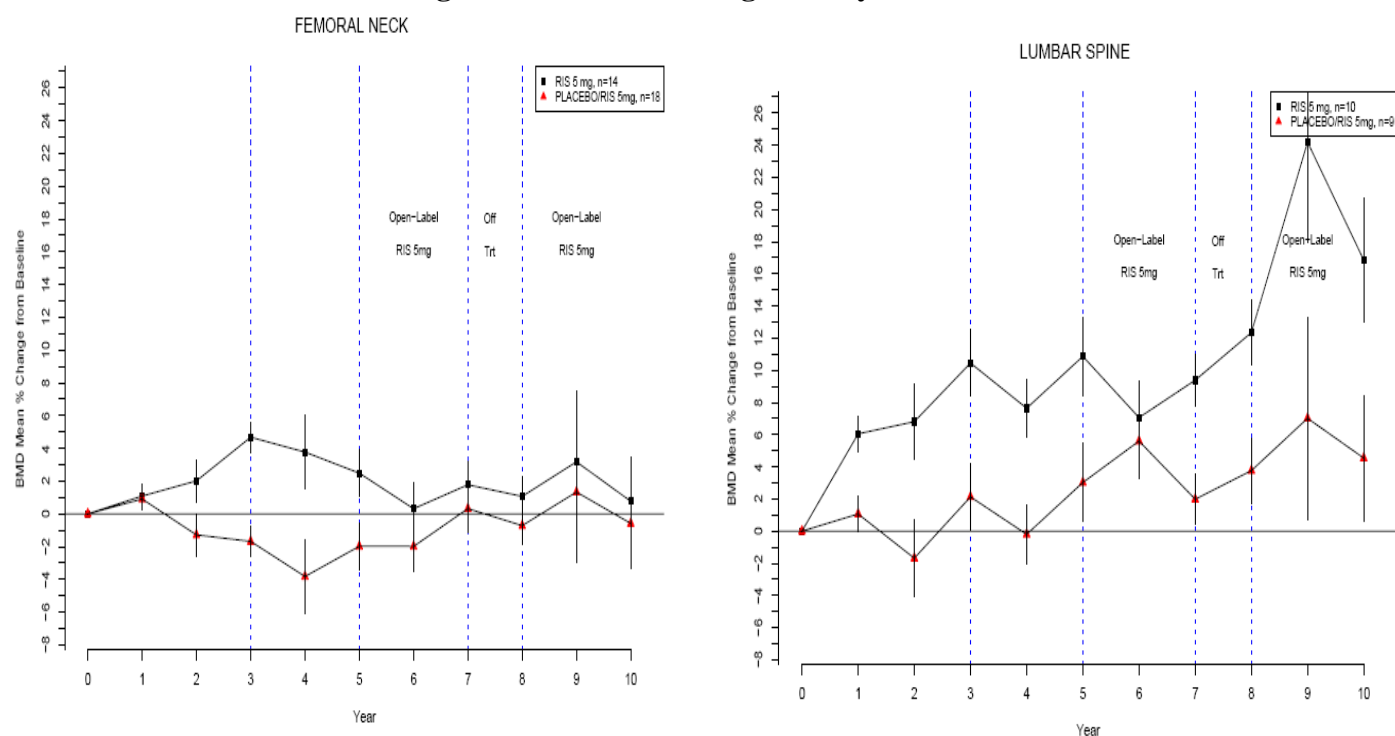 FEMORAL NECK
RIS 5 mg, n=14
PLACEBO/RIS 5mg, n=18
Open-Label
RIS 5mg
Off
Trt
Open-Label
RIS 5mg
BMD Mean % Change from Baseline
26
24
22
20
18
16
14
12
10
8
6
4
2
0
-2
-4
-6
-8
0 1 2 3 4 5 6 7 8 9 10
Year
LUMBAR SPINE
RIS 5 mg, n=10
PLACEBO/RIS 5mg, n=9
Open-Label
RIS 5mg
Off
Trt
Open-Label
RIS 5mg
BMD Mean % Change from Baseline
26
24
22
20
18
16
14
12
10
8
6
4
2
0
-2
-4
-6
-8
0 1 2 3 4 5 6 7 8 9 10
Year